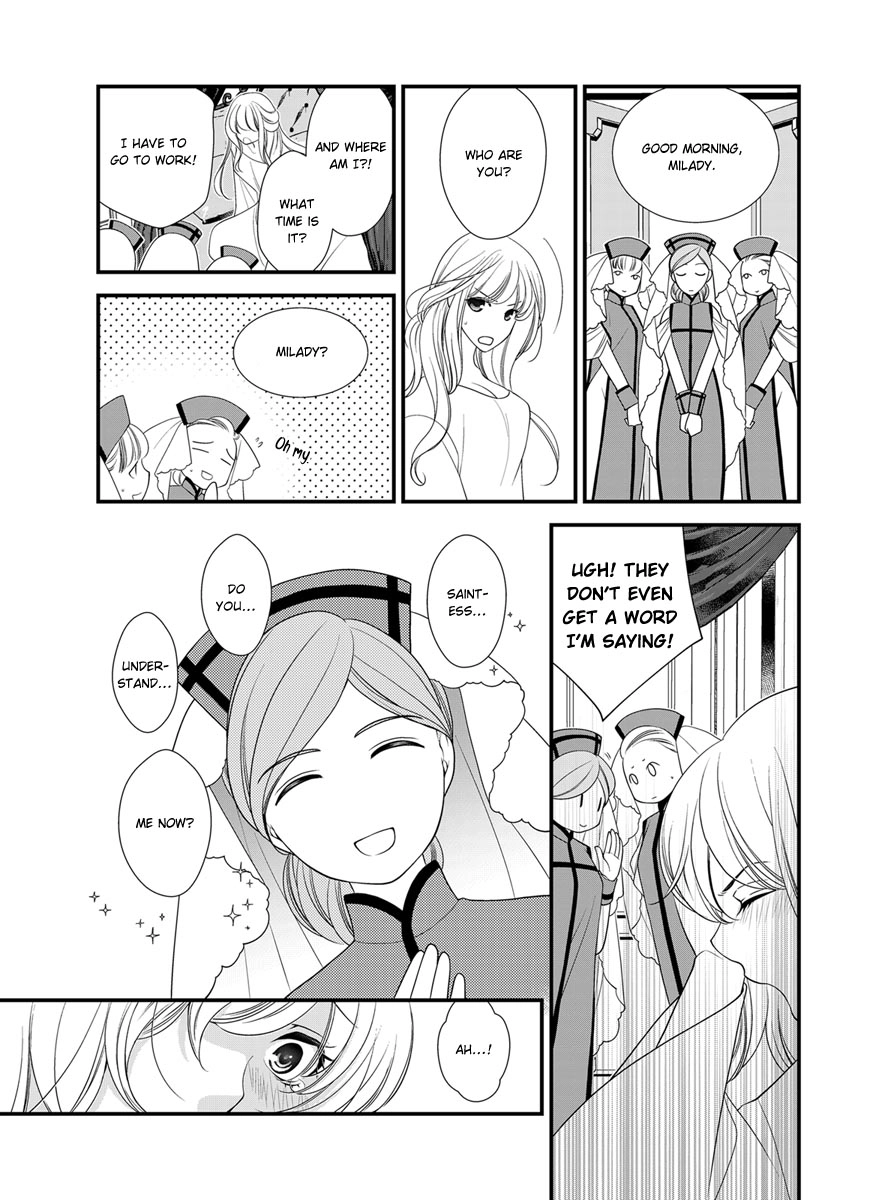 GOOD MORNING,
MILADY.
WHO ARE
YOU?
AND WHERE
AM I?!
WHAT
TIME IS
IT?
I HAVE TO
GO TO WORK!
MILADY?
Oh my.
UGH! THEY
DON'T EVEN
GET A WORD
I'M SAYING!
SAINT-
ESS...
DO
YOU...
UNDER-
STAND...
ME NOW?
AH...!